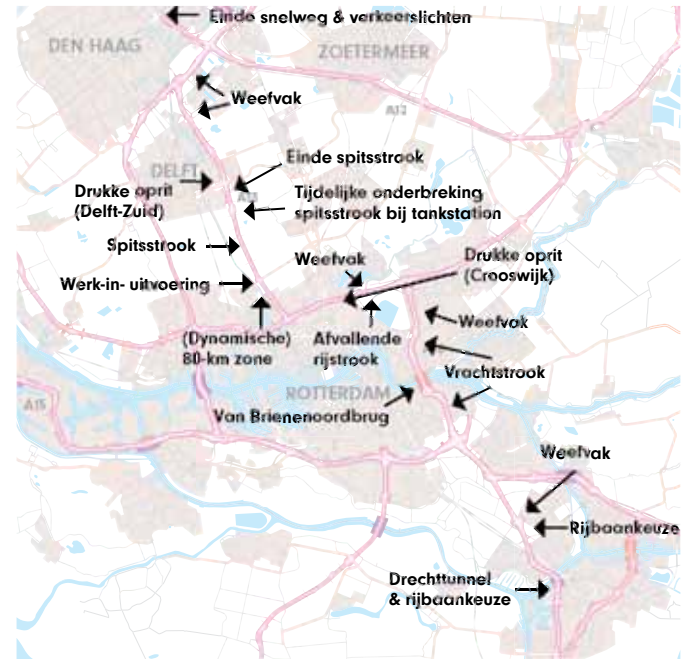 Einde snelweg & verkeerslichten
DEN HAAG
ZOETERMEER
Weefvak
A12
Einde spitsstrook
DELFT
Drukke oprit
(Delft-Zuid)
A13
Tijdelijke onderbreking
spitsstrook bij tankstation
Spitsstrook
Weefvak
Drukke oprit
(Crooswijk)
Werk-in- uitvoering
Weefvak
(Dynamische)
80-km zone
Afvallende
rijstrook
Vrachtstrook
ROTTERDAM
A15
Van Brienenoordbrug
Weefvak
Rijbaankeuze
Drechttunnel
& rijbaankeuze